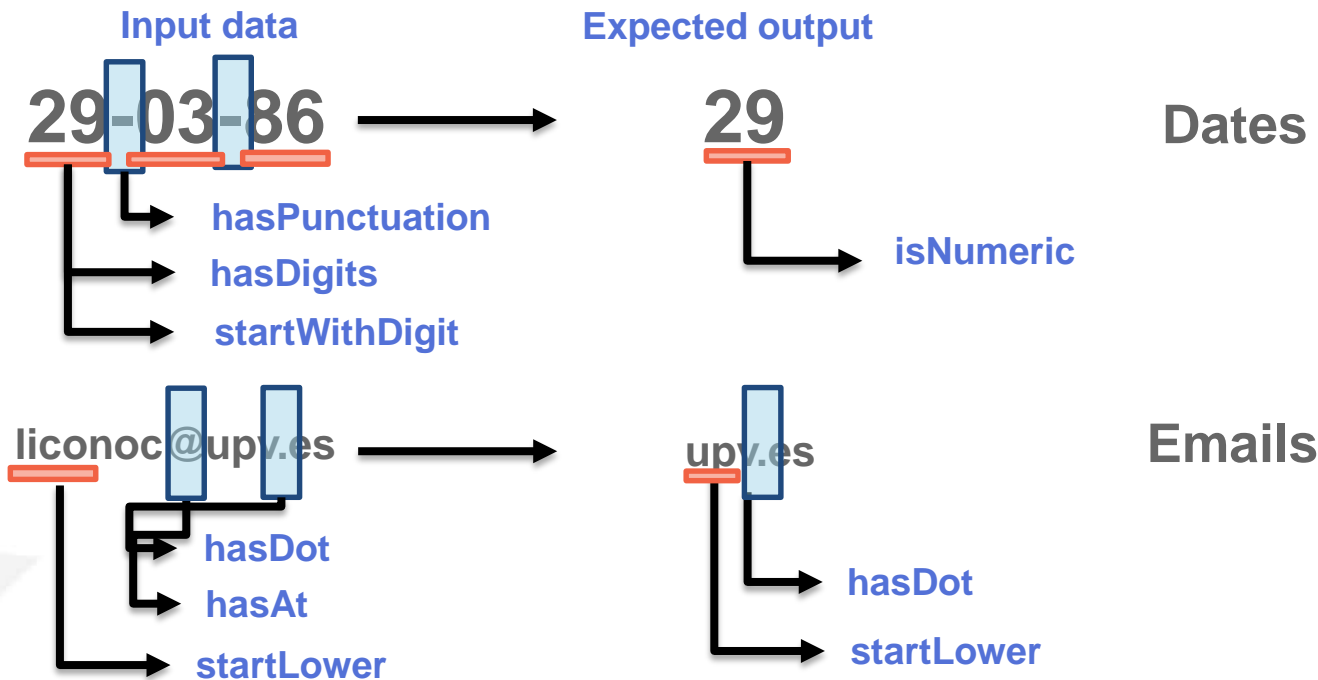 Input data
Expected output
29-03-86
29
Dates
hasPunctuation
isNumeric
hasDigits
startWithDigit
liconoc@upv.es
upv.es
Emails
hasDot
hasDot
hasAt
startLower
startLower